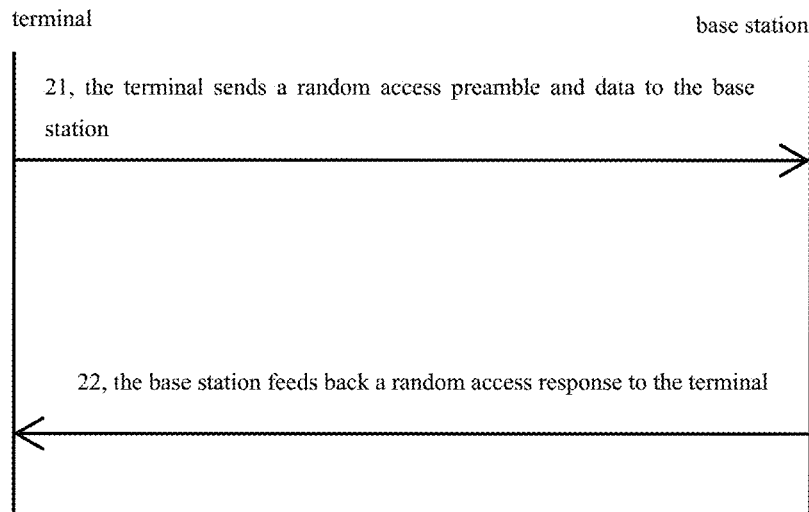 terminal
base station
21, the terminal sends a random access preamble and data to the base
station
22, the base station feeds back a random access response to the terminal